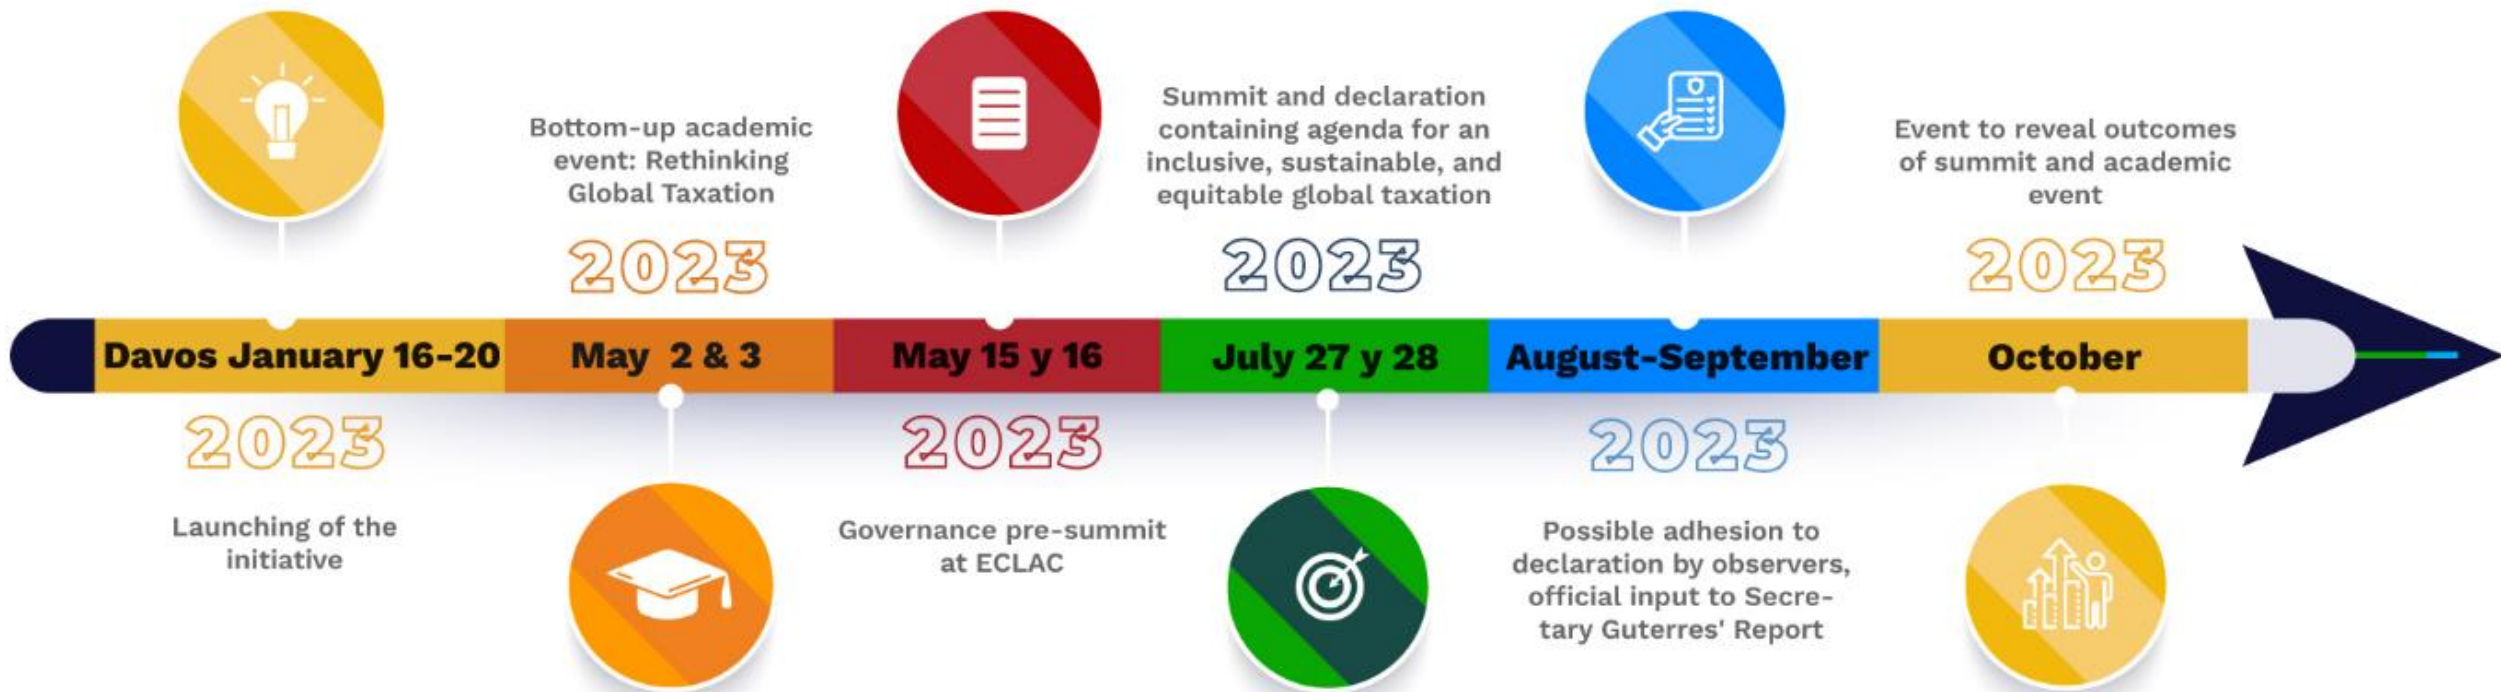 Davos January 16-20
2023
Launching of the
initiative
Bottom-up academic
event: Rethinking
Global Taxation
2023
May 2 & 3
May 15 y 16
2023
Governance pre-summit
at ECLAC
Summit and declaration
containing agenda for an
inclusive, sustainable, and
equitable global taxation
2023
July 27 y 28
August-September
2023
Possible adhesion to
declaration by observers,
official input to Secre-
tary Guterres' Report
Event to reveal outcomes
of summit and academic
event
2023
October